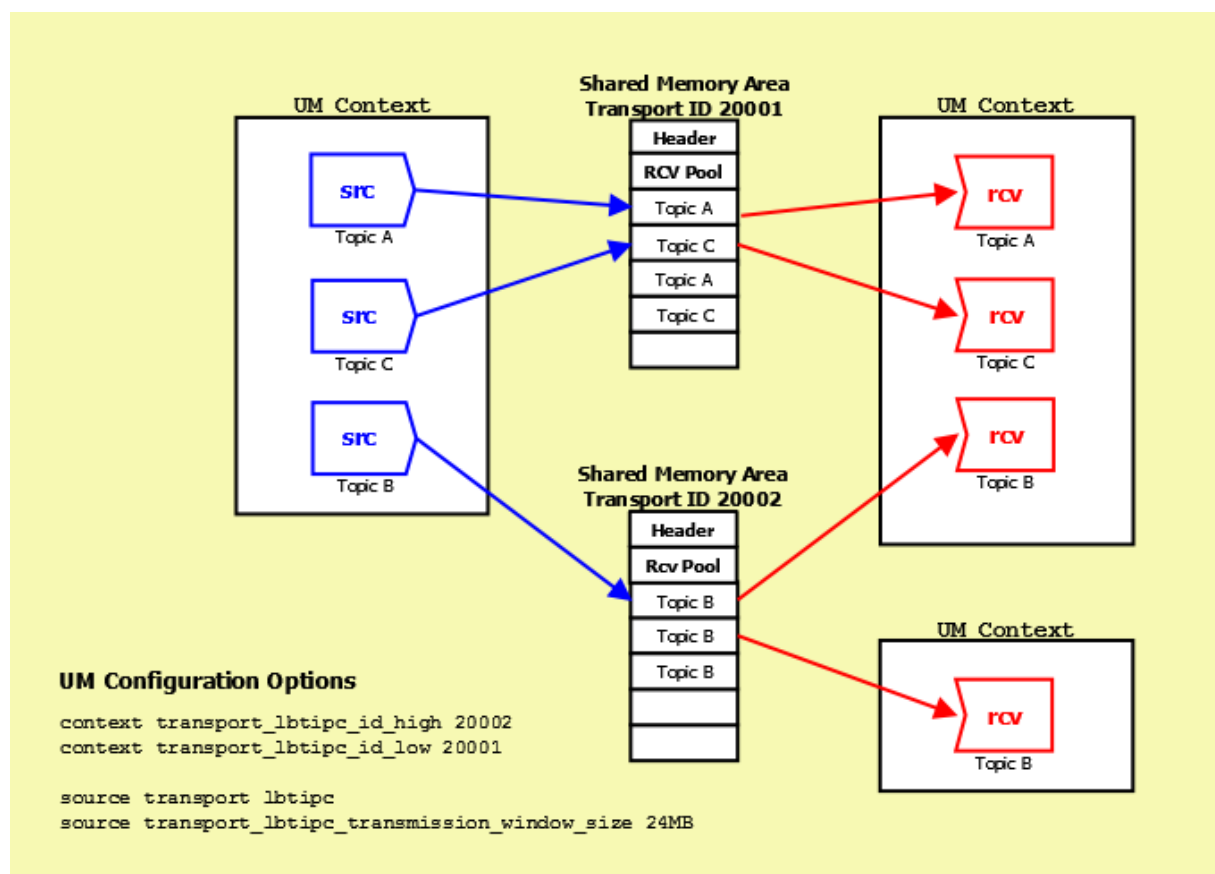 Shared Memory Area
Transport ID 20001
UM Context
UM Context
Header
RCV Pool
Topic A
Topic C
Topic A
Topic C
src
Topic A
src
Topic C
src
Topic B
rcv
Topic A
rcv
Topic C
rcv
Topic B
Shared Memory Area
Transport ID 20002
Header
Rcv Pool
Topic B
Topic B
Topic B
UM Context
rcv
Topic B
UM Configuration Options
context transport_lbtipc_id_high 20002
context transport_lbtipc_id_low 20001
source transport lbtipc
source transport_lbtipc_transmission_window_size 24MB